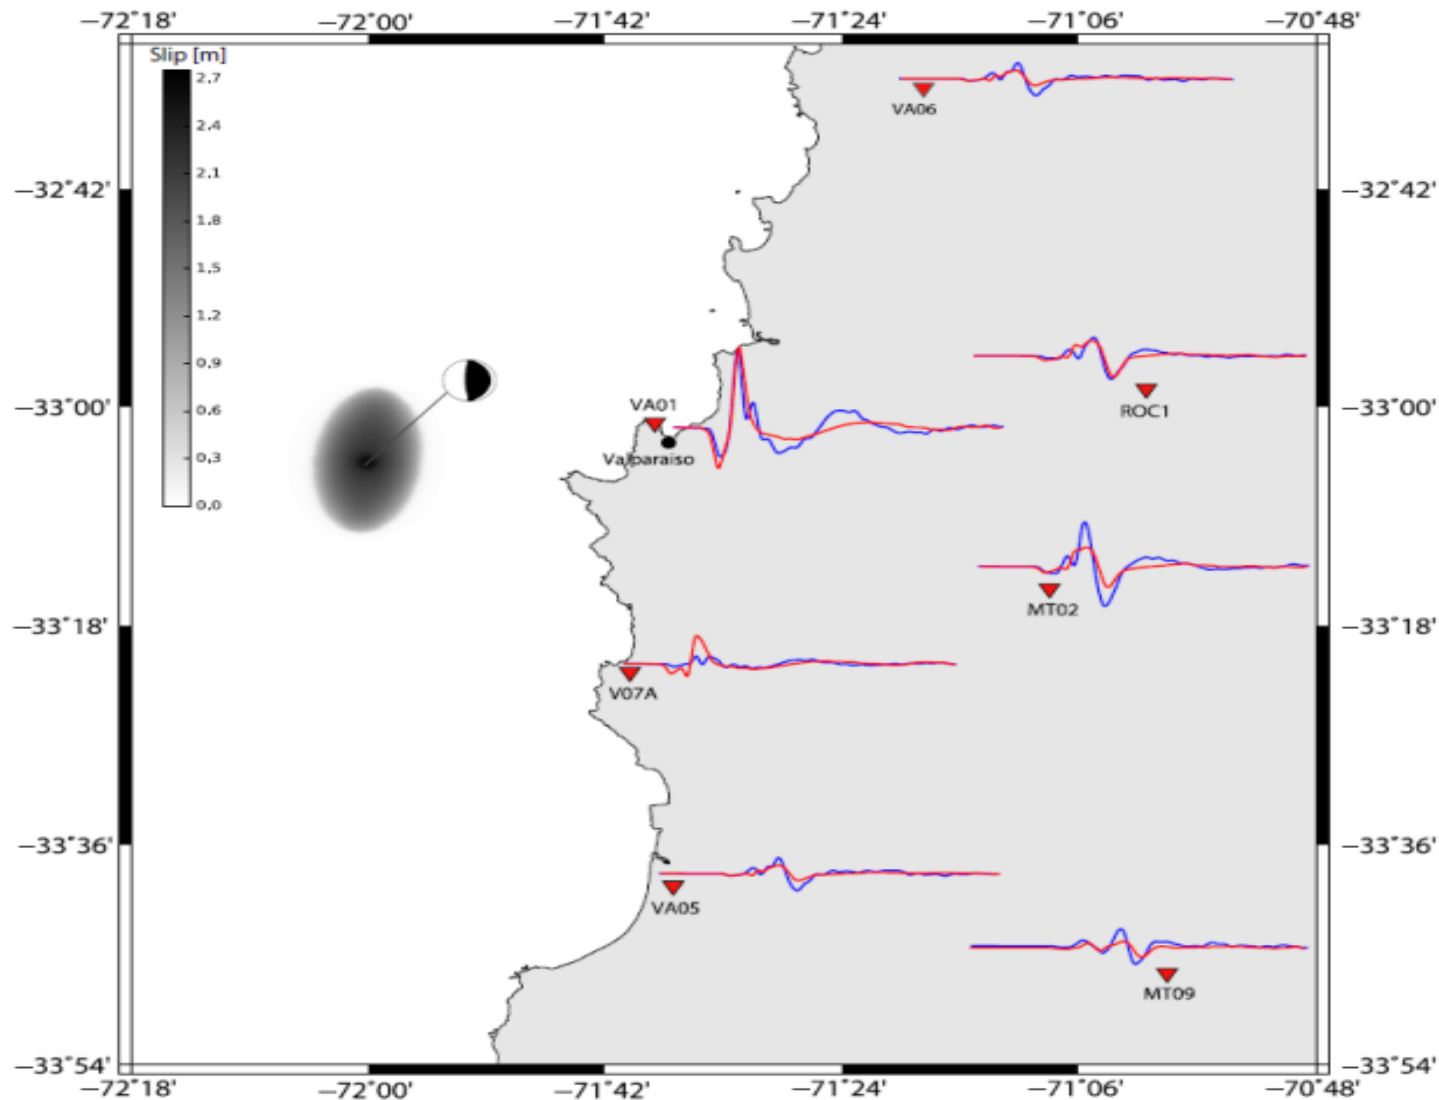 −72˚18' −72˚00' −71˚42' −71˚24' −71˚06' −70˚48'
Slip [m]
2.7
2.4
2.1
1.8
1.5
1.2
0.9
0.6
0.3
0.0
VA06
−32˚42' −32˚42'
ROC1
−33˚00' −33˚00'
VA01
Valparaiso
MT02
−33˚18' −33˚18'
V07A
−33˚36' −33˚36'
VA05
MT09
−33˚54' −33˚54'
−72˚18' −72˚00' −71˚42' −71˚24' −71˚06' −70˚48'